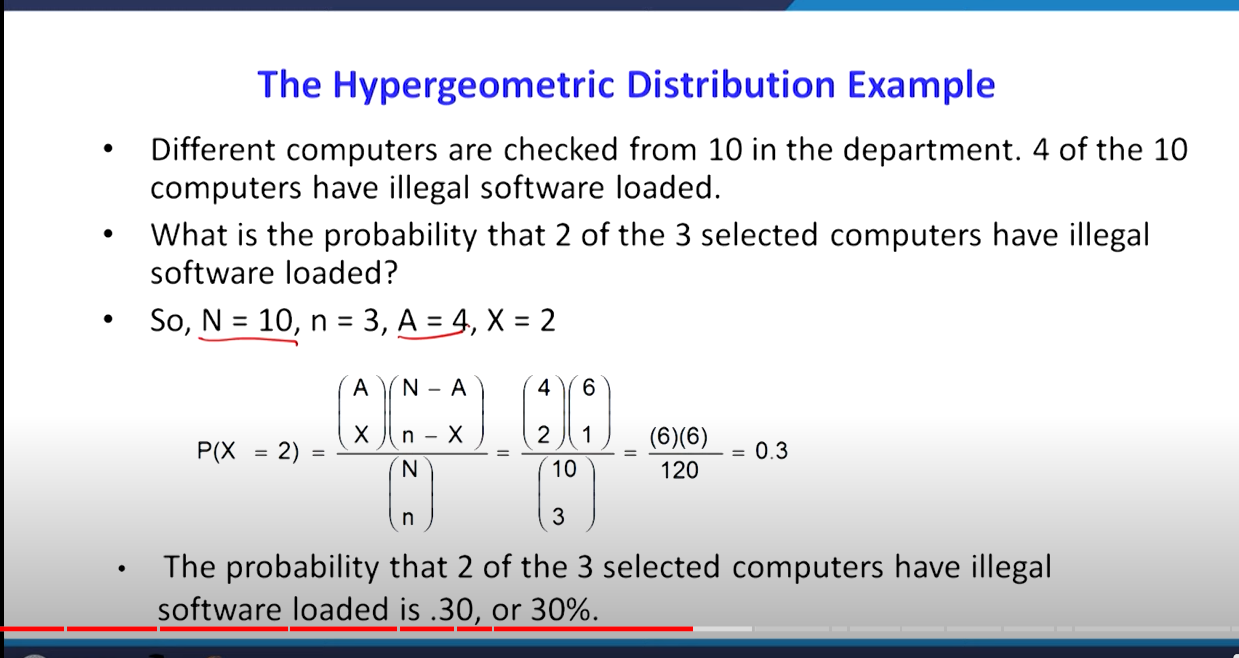 The Hypergeometric Distribution Example
• Different computers are checked from 10 in the department. 4 of the 10
computers have illegal software loaded.
• What is the probability that 2 of the 3 selected computers have illegal
software loaded?
• So, N = 10, n = 3, A = 4, X = 2
P(X = 2) = (A X)(N – A n – X) / (N n) = (4 2)(6 1) / (10 3) = (6)(6) / 120 = 0.3
• The probability that 2 of the 3 selected computers have illegal
software loaded is .30, or 30%.